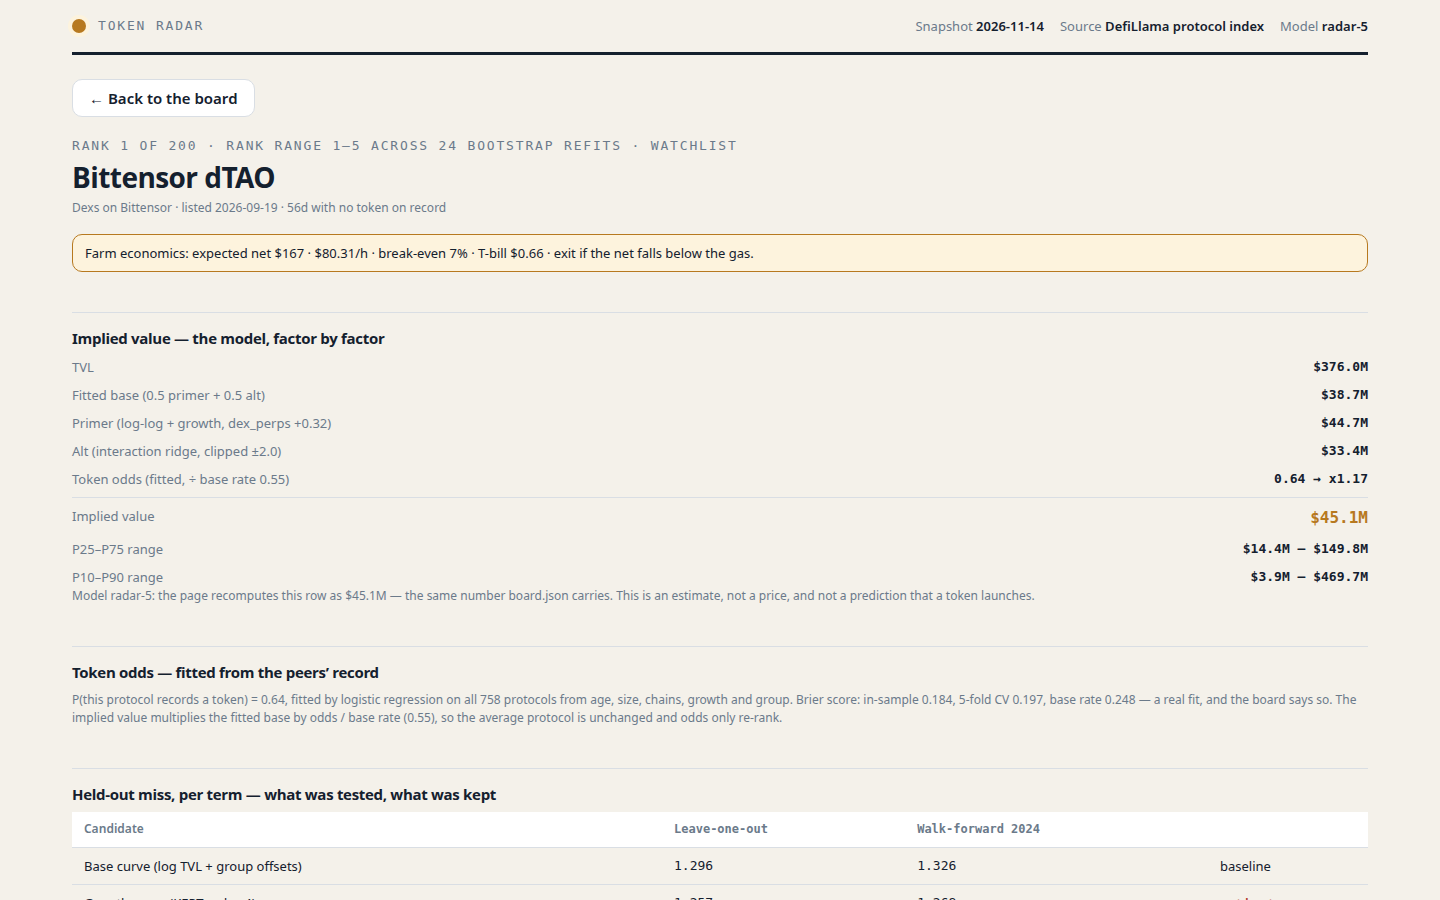 TOKEN RADAR
Snapshot 2026-11-14 Source DefiLlama protocol index Model radar-5
← Back to the board
RANK 1 OF 200 · RANK RANGE 1–5 ACROSS 24 BOOTSTRAP REFITS · WATCHLIST
Bittensor dTAO
Dexs on Bittensor · listed 2026-09-19 · 56d with no token on record
Farm economics: expected net $167 · $80.31/h · break-even 7% · T-bill $0.66 · exit if the net falls below the gas.
Implied value — the model, factor by factor
TVL $376.0M
Fitted base (0.5 primer + 0.5 alt) $38.7M
Primer (log-log + growth, dex_perps +0.32) $44.7M
Alt (interaction ridge, clipped ±2.0) $33.4M
Token odds (fitted, ÷ base rate 0.55) 0.64 → x1.17
Implied value $45.1M
P25–P75 range $14.4M — $149.8M
P10–P90 range $3.9M — $469.7M
Model radar-5: the page recomputes this row as $45.1M — the same number board.json carries. This is an estimate, not a price, and not a prediction that a token launches.
Token odds — fitted from the peers’ record
P(this protocol records a token) = 0.64, fitted by logistic regression on all 758 protocols from age, size, chains, growth and group. Brier score: in-sample 0.184, 5-fold CV 0.197, base rate 0.248 — a real fit, and the board says so. The
implied value multiplies the fitted base by odds / base rate (0.55), so the average protocol is unchanged and odds only re-rank.
Held-out miss, per term — what was tested, what was kept
Candidate Leave-one-out Walk-forward 2024
Base curve (log TVL + group offsets) 1.296 1.326 baseline